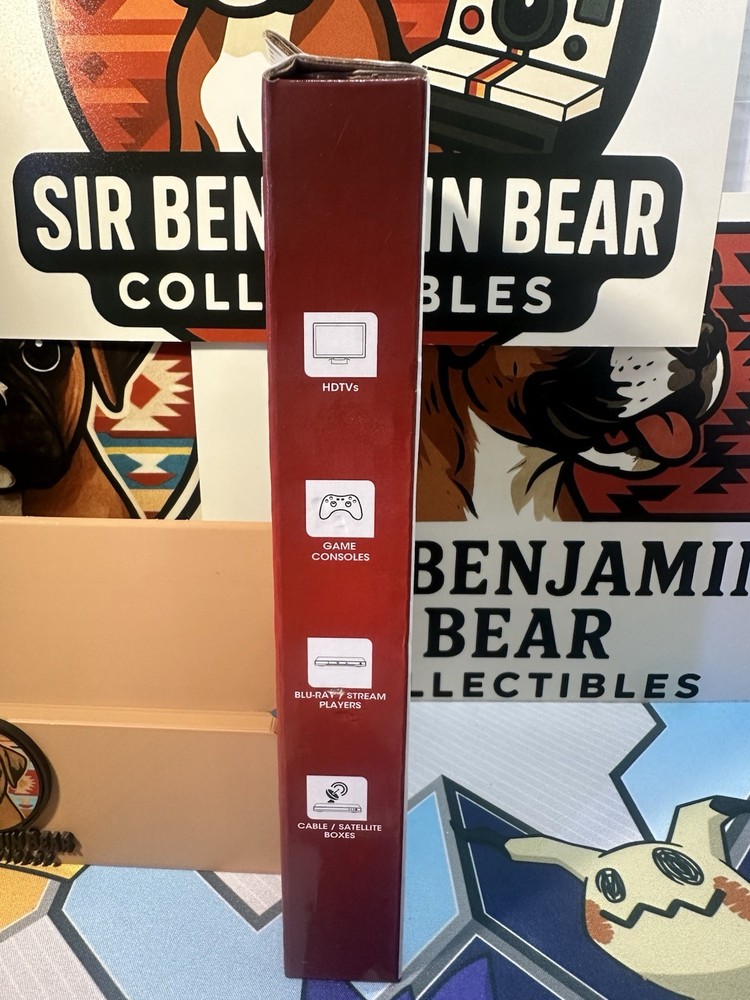 SIR BEN IN BEAR
COLL BLES
HDTVs
GAME
CONSOLES
BLU-RAY / STREAM
PLAYERS
CABLE / SATELLITE
BOXES
BENJAMIN
BEAR
LLECTIBLES